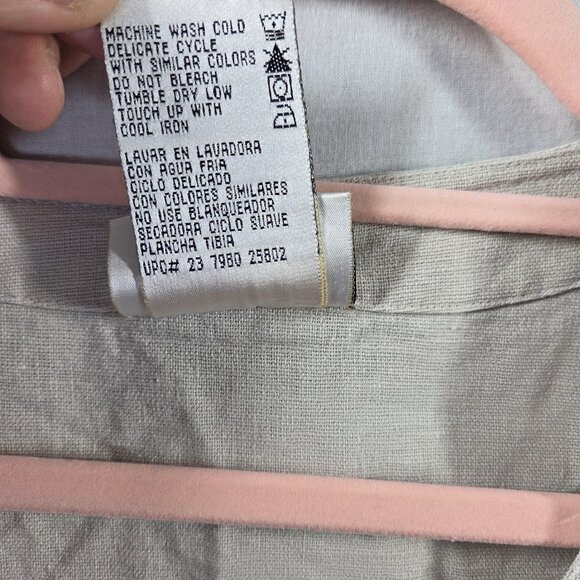 MACHINE WASH COLD
DELICATE CYCLE
WITH SIMILAR COLORS
DO NOT BLEACH
TUMBLE DRY LOW
TOUCH UP WITH
COOL IRON
LAVAR EN LAVADORA
CON AGUA FRIA
CICLO DELICADO
CON COLORES SIMILARES
NO USE BLANQUEADOR
SECADORA CICLO SUAVE
PLANCHA TIBIA
UPC# 23 7980 25802